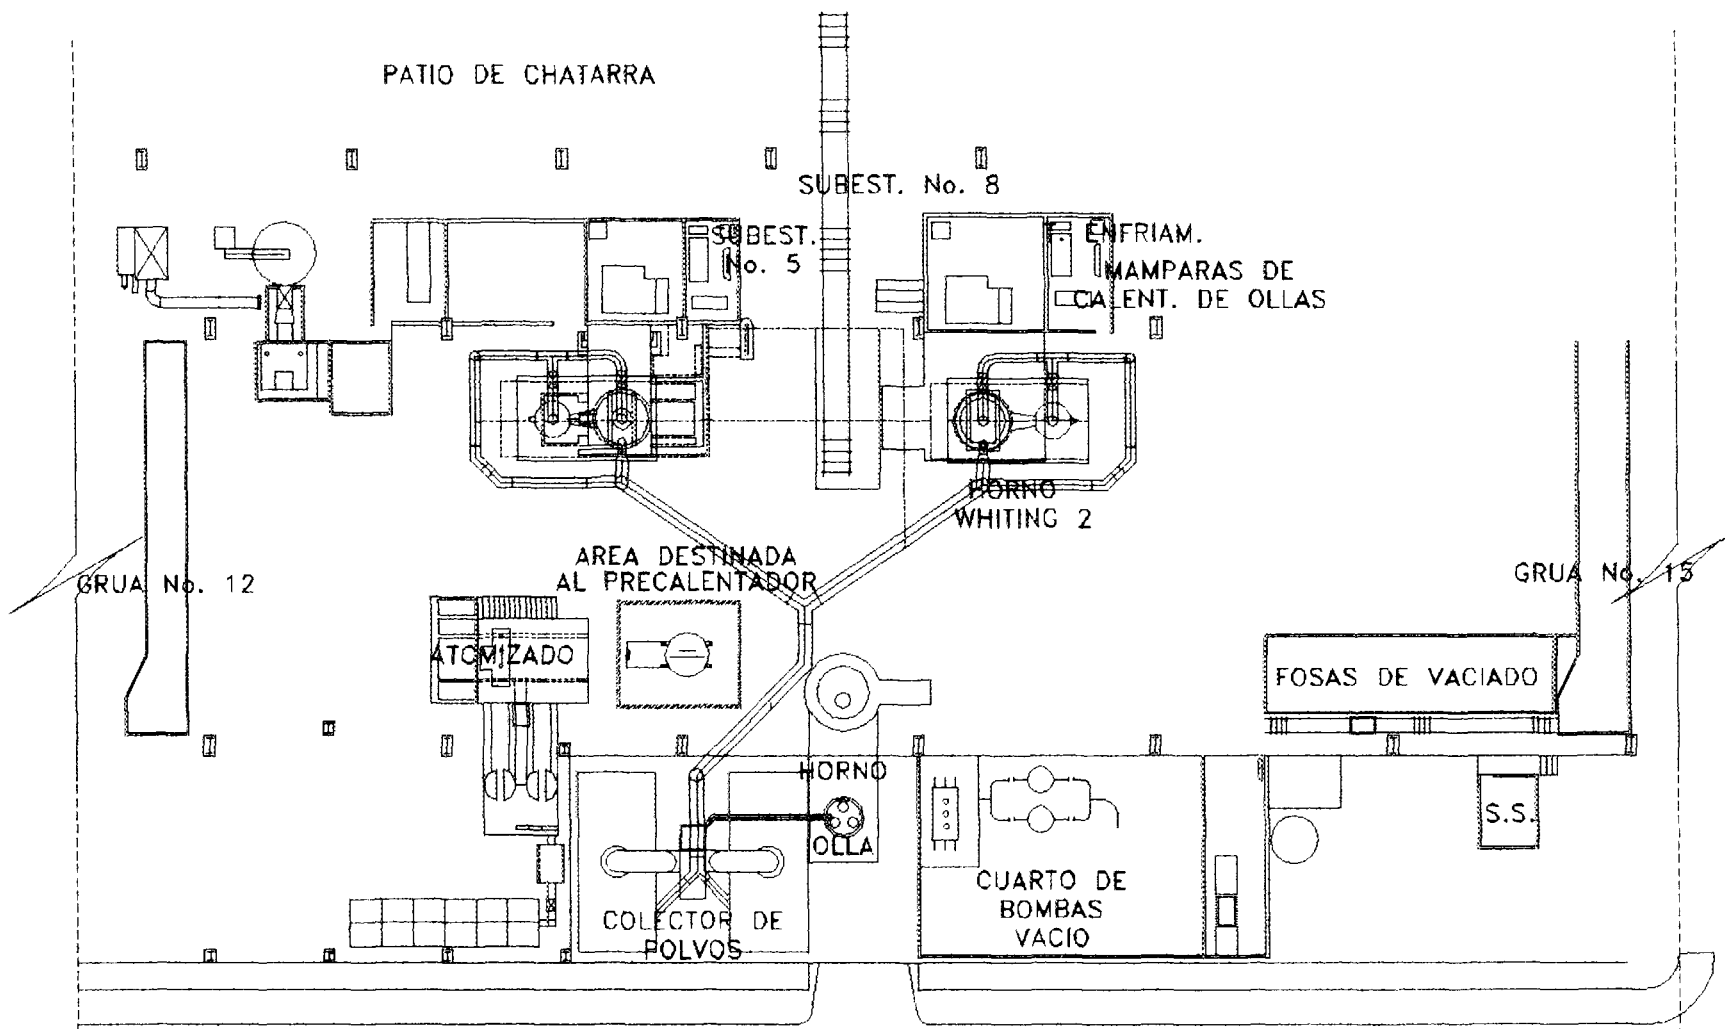 PATIO DE CHATARRA
SUBEST. No. 8
SUBEST.
No. 5
ENFRIAM.
MAMPARAS DE
CALENT. DE OLLAS
HORNO
WHITING 2
AREA DESTINADA
AL PRECALENTADOR
GRUA No. 12
GRUA No. 15
ATOMIZADO
FOSAS DE VACIADO
HORNO
OLLA
S.S.
CUARTO DE
BOMBAS
VACIO
COLECTOR DE
POLVOS